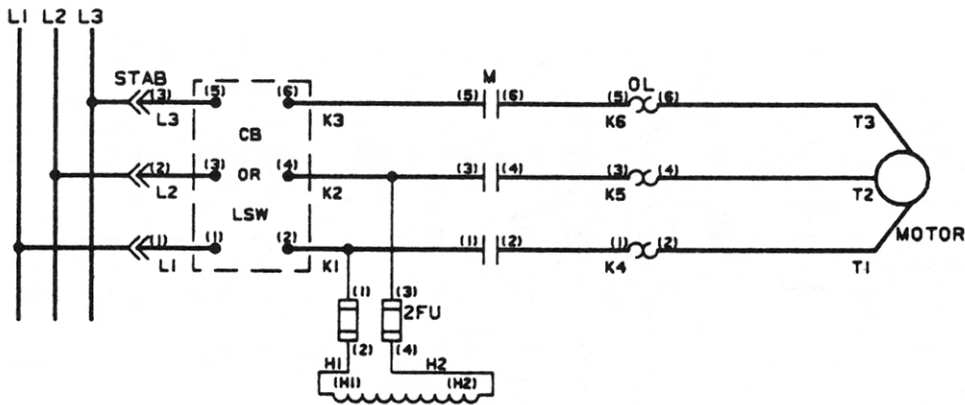 L1 L2 L3
STAB M OL
(3) (5) (6) (5) (6) (5) (6)
L3 K3 K6 T3
CB
(2) (3) (4) (3) (4) (3) (4)
OR
L2 K2 K5 T2
LSW
(1) (1) (2) (1) (2) (1) (2)
MOTOR
L1 K1 K4 T1
(1) (3)
2FU
(2) (4)
H1 H2
(H1) (H2)